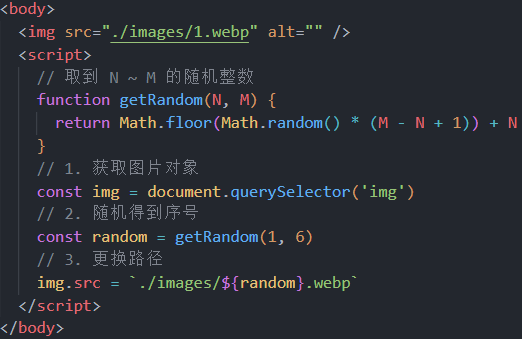 <body>
<img src="./images/1.webp" alt="" />
<script>
// 取到 N ~ M 的随机整数
function getRandom(N, M) {
return Math.floor(Math.random() * (M - N + 1)) + N
}
// 1. 获取图片对象
const img = document.querySelector('img')
// 2. 随机得到序号
const random = getRandom(1, 6)
// 3. 更换路径
img.src = `./images/${random}.webp`
</script>
</body>